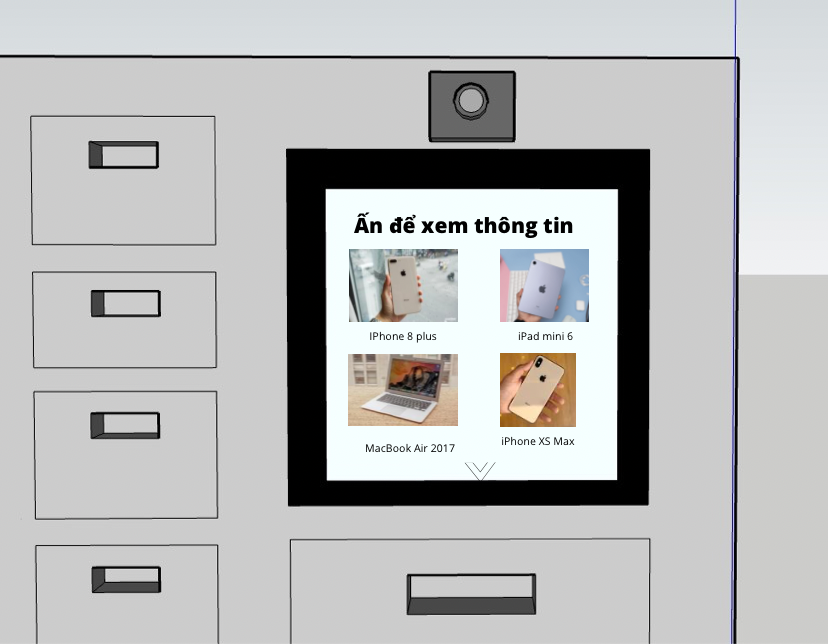 Ấn để xem thông tin
IPhone 8 plus
iPad mini 6
MacBook Air 2017
iPhone XS Max